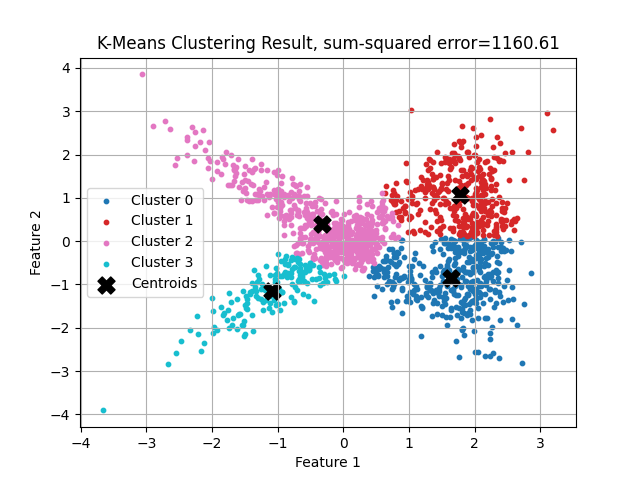 K-Means Clustering Result, sum-squared error=1160.61
4
3
2
1
0
−1
−2
−3
−4
Feature 2
Cluster 0
Cluster 1
Cluster 2
Cluster 3
Centroids
−4 −3 −2 −1 0 1 2 3
Feature 1